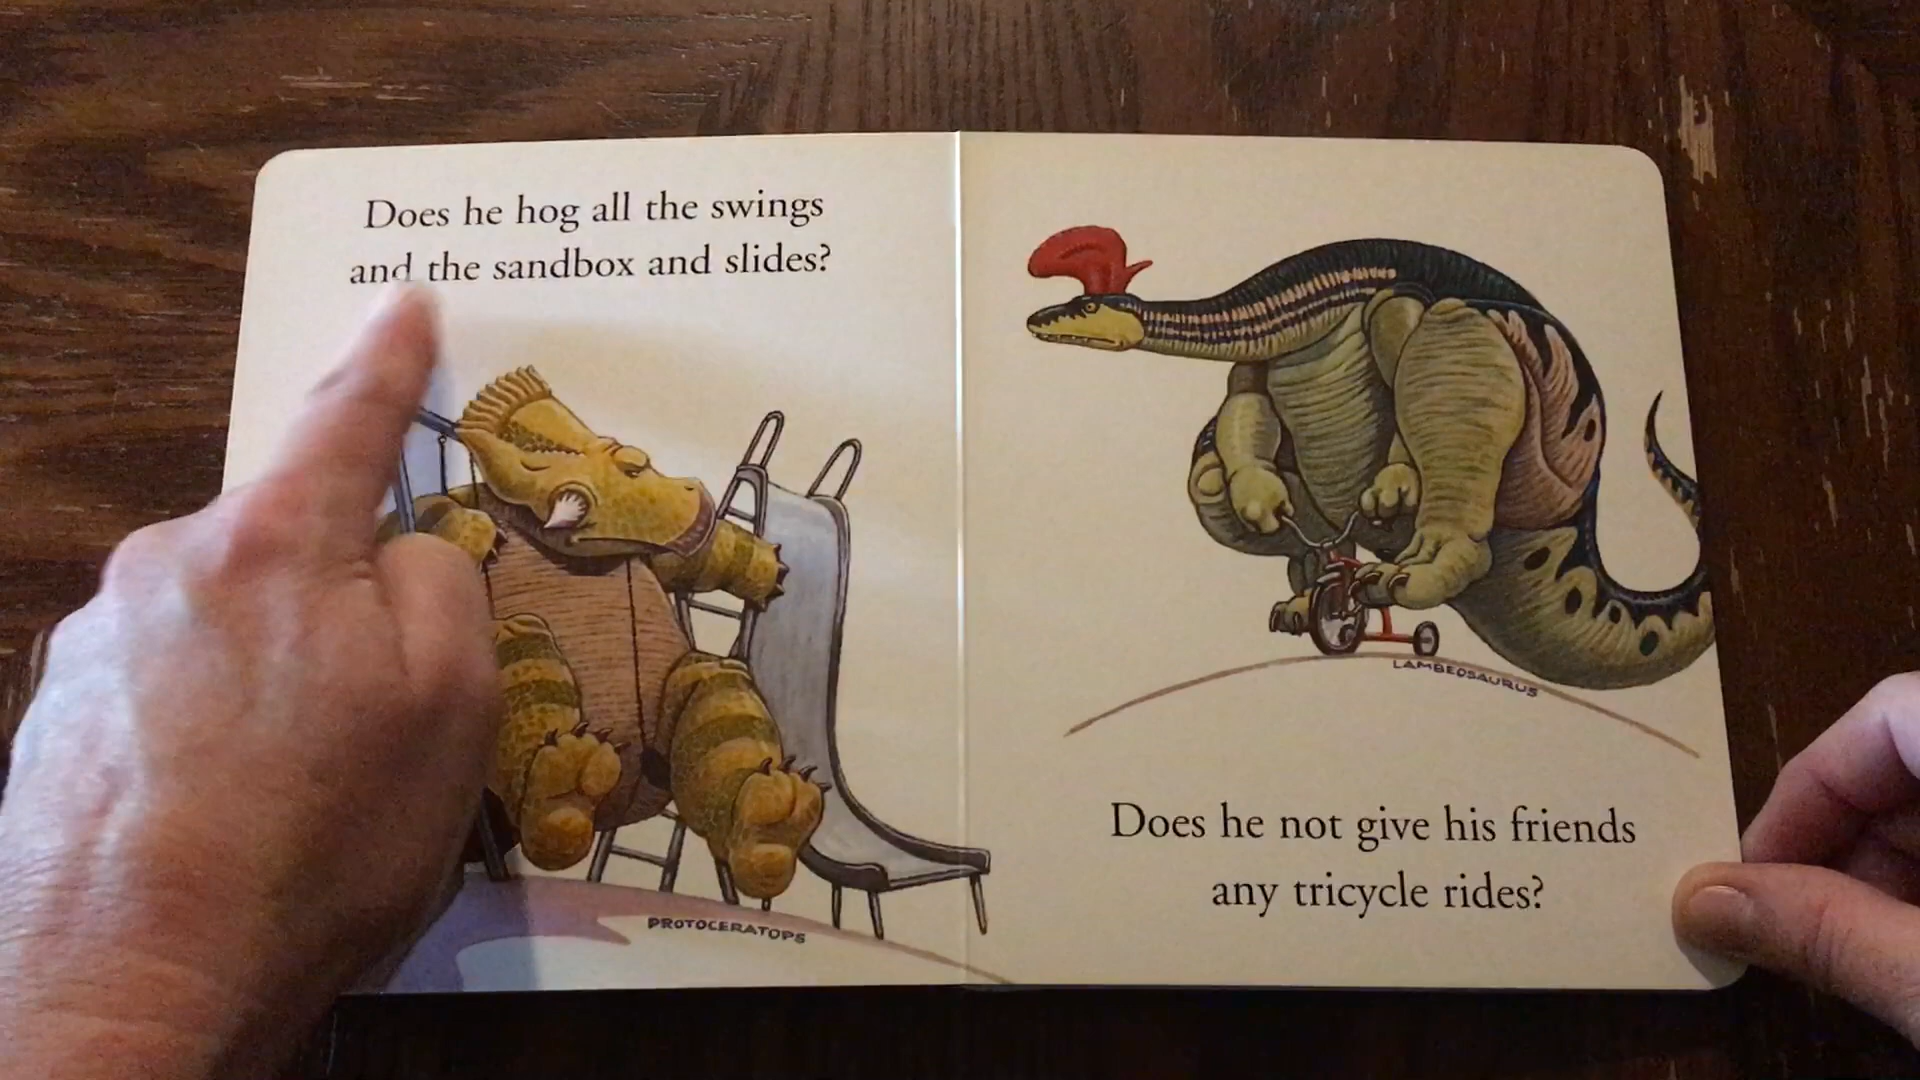 Does he hog all the swings
and the sandbox and slides?
PROTOCERATOPS
LAMBEOSAURUS
Does he not give his friends
any tricycle rides?